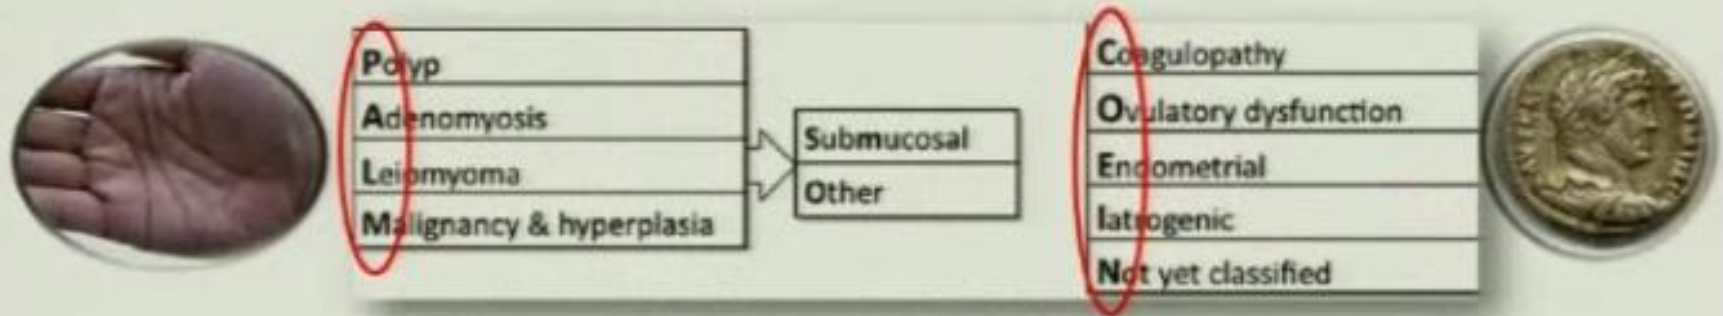 Polyp
Adenomyosis
Leiomyoma
Malignancy & hyperplasia
Submucosal
Other
Coagulopathy
Ovulatory dysfunction
Endometrial
Iatrogenic
Not yet classified